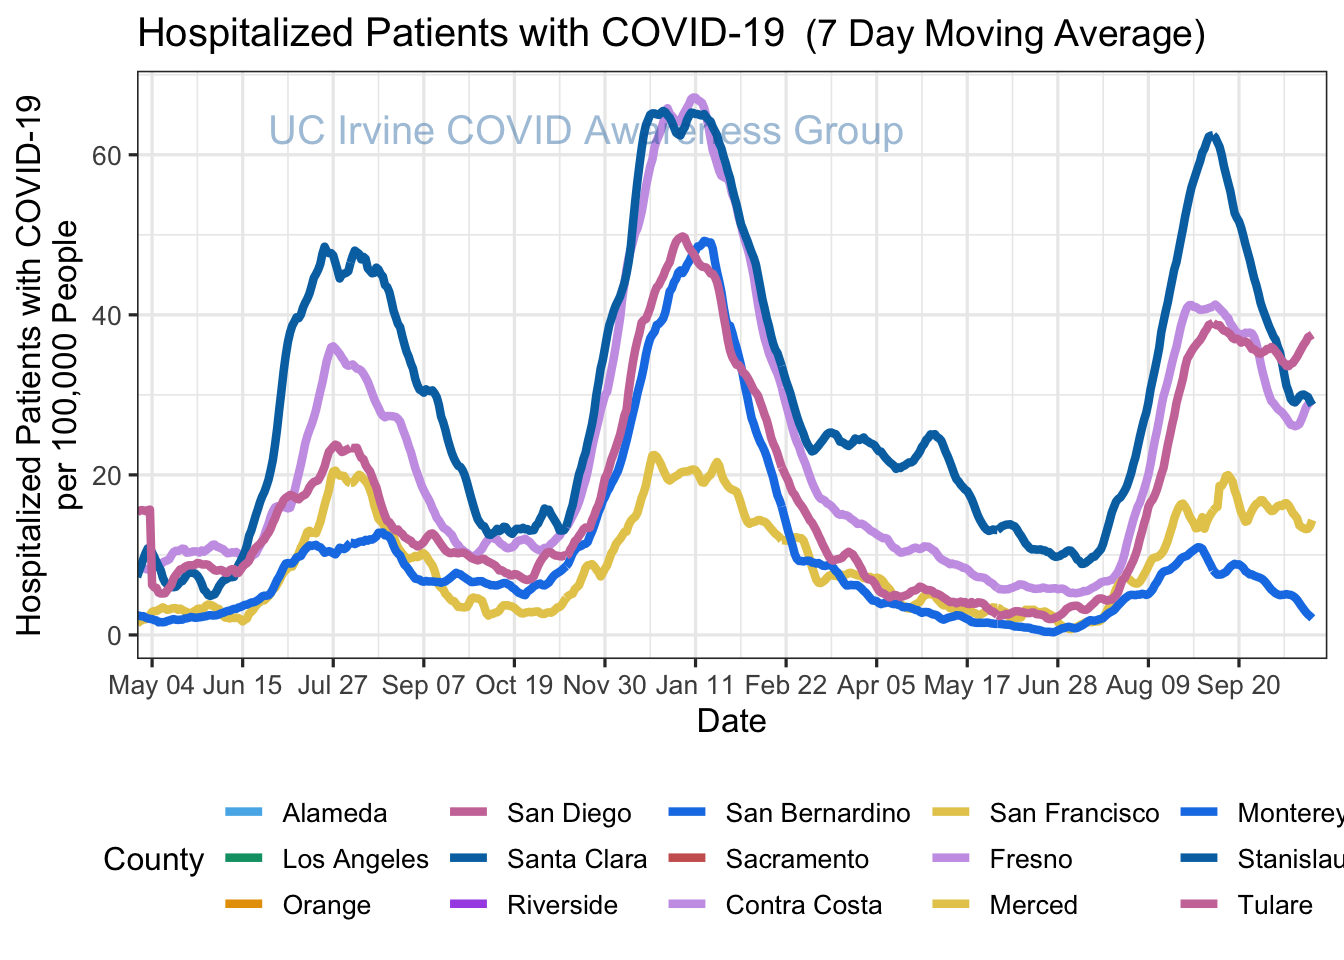 Hospitalized Patients with COVID-19 (7 Day Moving Average)
Hospitalized Patients with COVID-19
per 100,000 People
UC Irvine COVID Awareness Group
60
40
20
0
May 04 Jun 15 Jul 27 Sep 07 Oct 19 Nov 30 Jan 11 Feb 22 Apr 05 May 17 Jun 28 Aug 09 Sep 20
Date
County
Alameda San Diego San Bernardino San Francisco Monterey
Los Angeles Santa Clara Sacramento Fresno Stanislau
Orange Riverside Contra Costa Merced Tulare